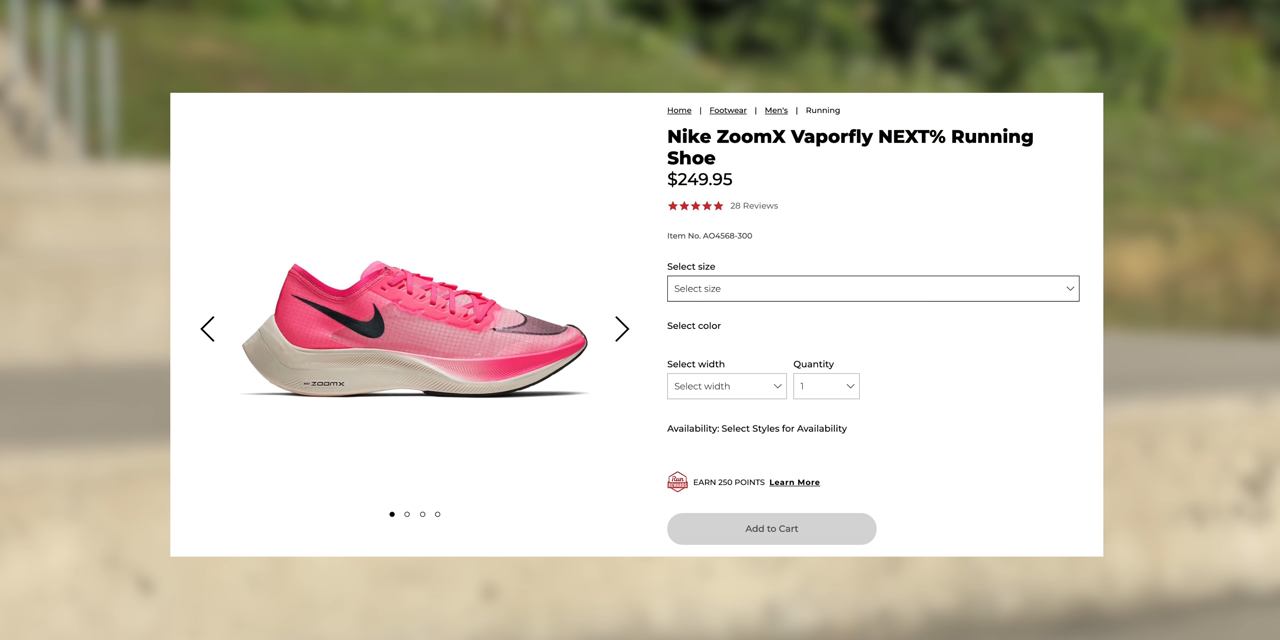 Home | Footwear | Men's | Running
Nike ZoomX Vaporfly NEXT% Running
Shoe
$249.95
28 Reviews
Item No. AO4568-300
Select size
Select size
Select color
Select width Quantity
Select width 1
Availability: Select Styles for Availability
Run
REWARDS
EARN 250 POINTS Learn More
Add to Cart
ZOOMX